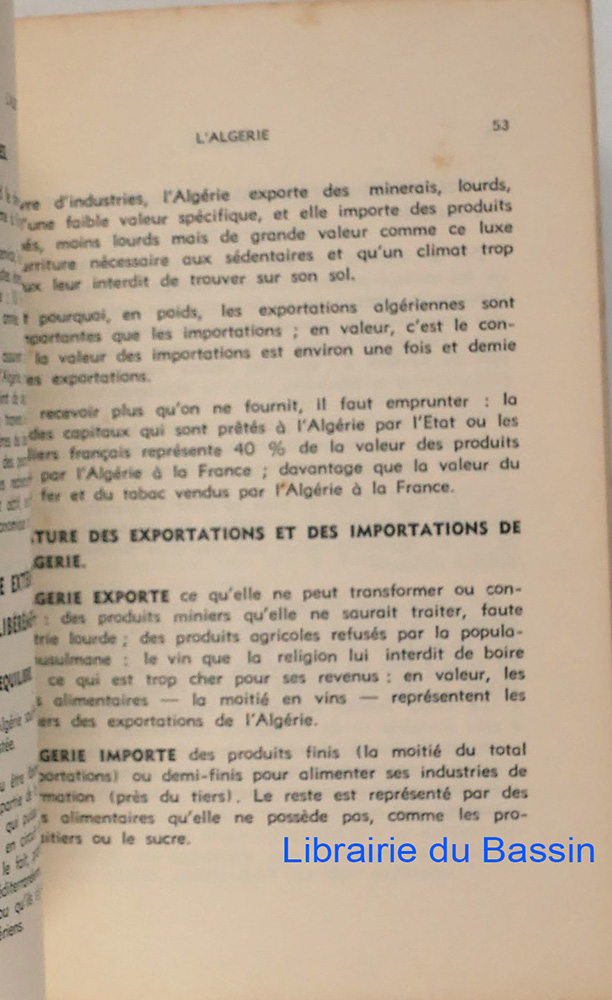 L'ALGERIE
53
d'industries, l'Algérie exporte des minerais, lourds,
d'une faible valeur spécifique, et elle importe des produits
moins lourds mais de grande valeur comme ce luxe
nécessaire aux sédentaires et qu'un climat trop
leur interdit de trouver sur son sol.
pourquoi, en poids, les exportations algériennes sont
que les importations ; en valeur, c'est le con-
la valeur des importations est environ une fois et demie
exportations.
recevoir plus qu'on ne fournit, il faut emprunter : la
des capitaux qui sont prêtés à l'Algérie par l'Etat ou les
français représente 40 % de la valeur des produits
par l'Algérie à la France ; davantage que la valeur du
fer et du tabac vendus par l'Algérie à la France.
TURE DES EXPORTATIONS ET DES IMPORTATIONS DE
GERIE.
GERIE EXPORTE ce qu'elle ne peut transformer ou con-
: des produits miniers qu'elle ne saurait traiter, faute
trie lourde ; des produits agricoles refusés par la popula-
usulmane : le vin que la religion lui interdit de boire
ce qui est trop cher pour ses revenus : en valeur, les
alimentaires — la moitié en vins — représentent les
iers des exportations de l'Algérie.
GERIE IMPORTE des produits finis (la moitié du total
portations) ou demi-finis pour alimenter ses industries de
rmation (près du tiers). Le reste est représenté par des
alimentaires qu'elle ne possède pas, comme les pro-
itiers ou le sucre.
Librairie du Bassin